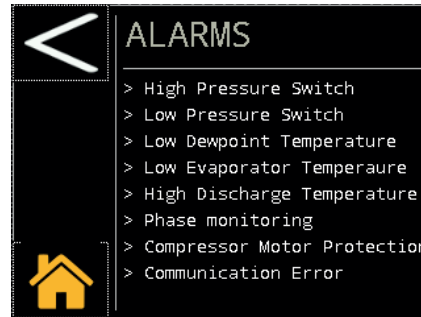 ALARMS
> High Pressure Switch
> Low Pressure Switch
> Low Dewpoint Temperature
> Low Evaporator Temperaure
> High Discharge Temperature
> Phase monitoring
> Compressor Motor Protection
> Communication Error